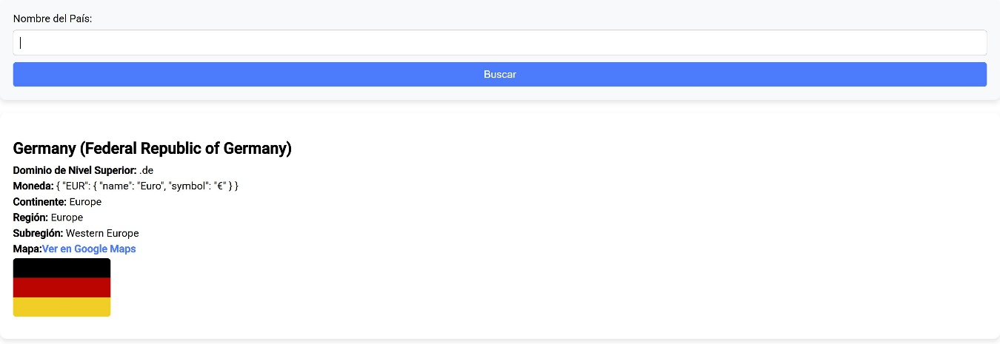 Nombre del País:
Buscar
Germany (Federal Republic of Germany)
Dominio de Nivel Superior: .de
Moneda: { "EUR": { "name": "Euro", "symbol": "€" } }
Continente: Europe
Región: Europe
Subregión: Western Europe
Mapa:Ver en Google Maps